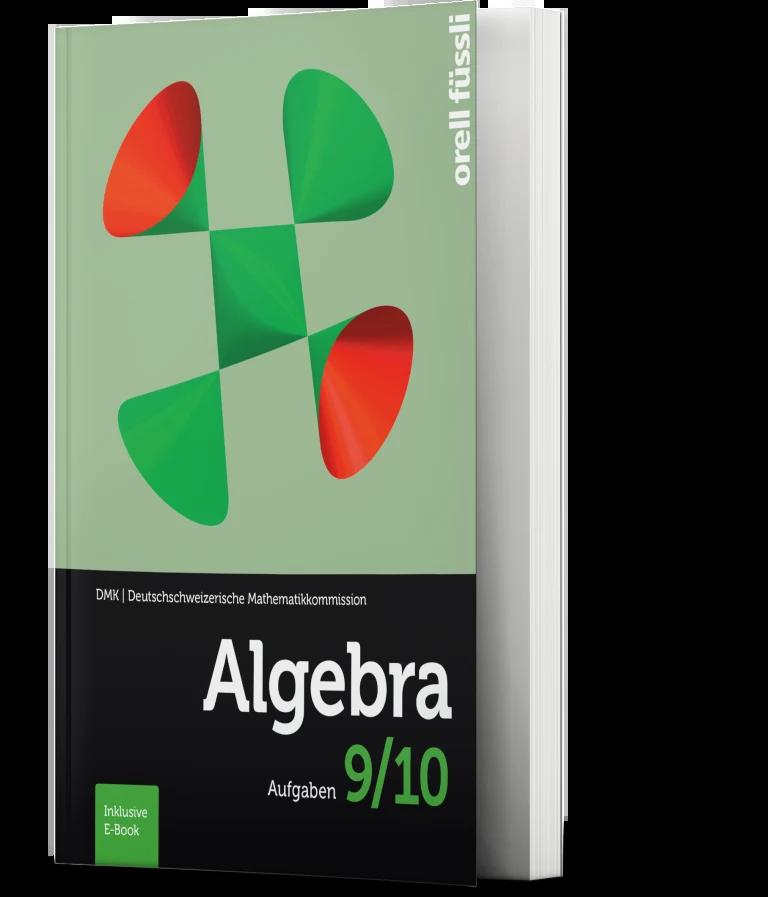 orell füssli
DMK | Deutschschweizerische Mathematikkommission
Algebra
Aufgaben 9/10
Inklusive
E-Book